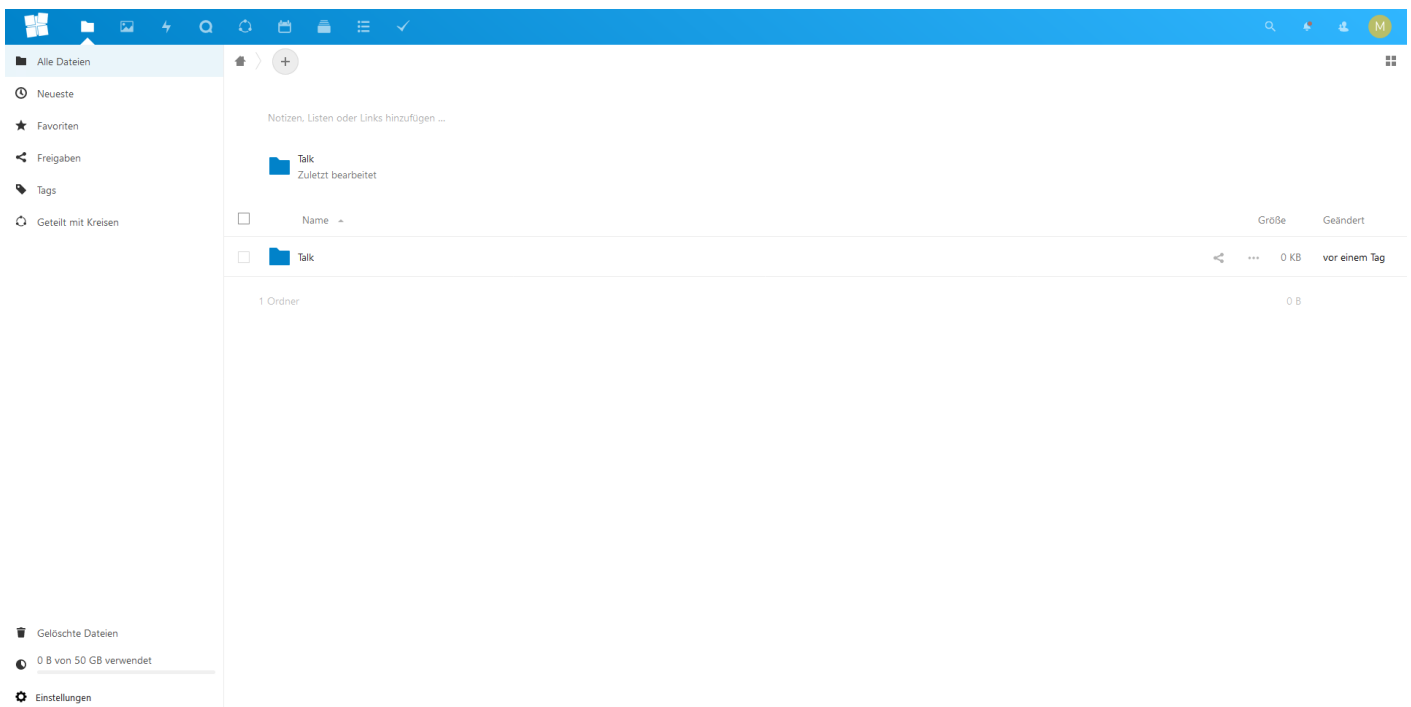 M
Alle Dateien
Neueste
Favoriten
Freigaben
Tags
Geteilt mit Kreisen
Notizen, Listen oder Links hinzufügen ...
Talk
Zuletzt bearbeitet
Name Größe Geändert
Talk 0 KB vor einem Tag
1 Ordner 0 B
Gelöschte Dateien
0 B von 50 GB verwendet
Einstellungen